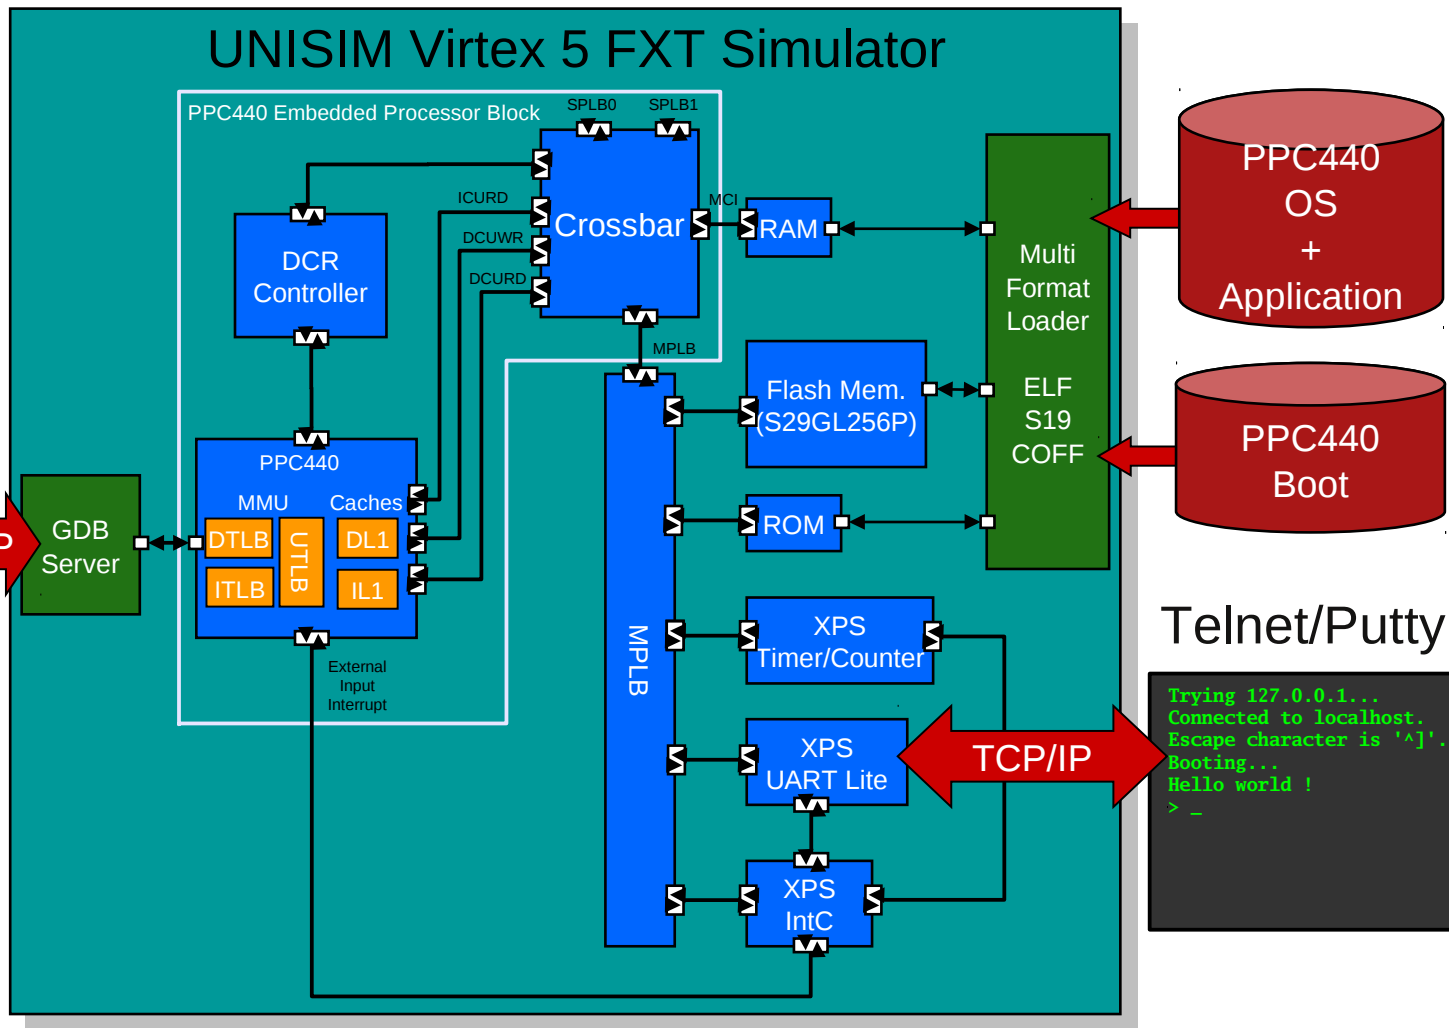 UNISIM Virtex 5 FXT Simulator
PPC440 Embedded Processor Block
SPLB0
SPLB1
ICURD
DCUWR
DCURD
Crossbar
MCI
RAM
DCR
Controller
MPLB
Multi
Format
Loader
ELF
S19
COFF
PPC440
OS
+
Application
PPC440
Boot
Flash Mem.
(S29GL256P)
ROM
PPC440
MMU
Caches
DTLB
UTLB
DL1
ITLB
IL1
P
GDB
Server
External
Input
Interrupt
MPLB
XPS
Timer/Counter
XPS
UART Lite
TCP/IP
XPS
IntC
Telnet/Putty
Trying 127.0.0.1...
Connected to localhost.
Escape character is '^]'.
Booting...
Hello world !
> _